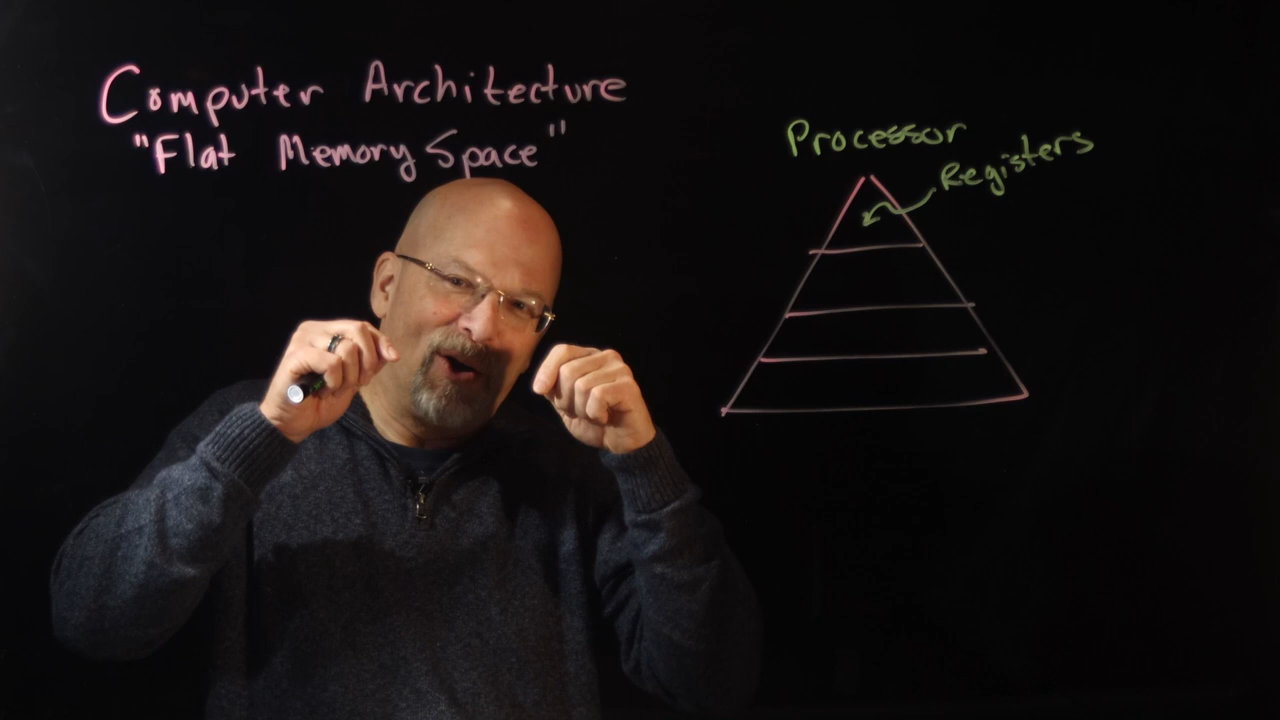 Computer Architecture
"Flat Memory Space"
Processor
Registers